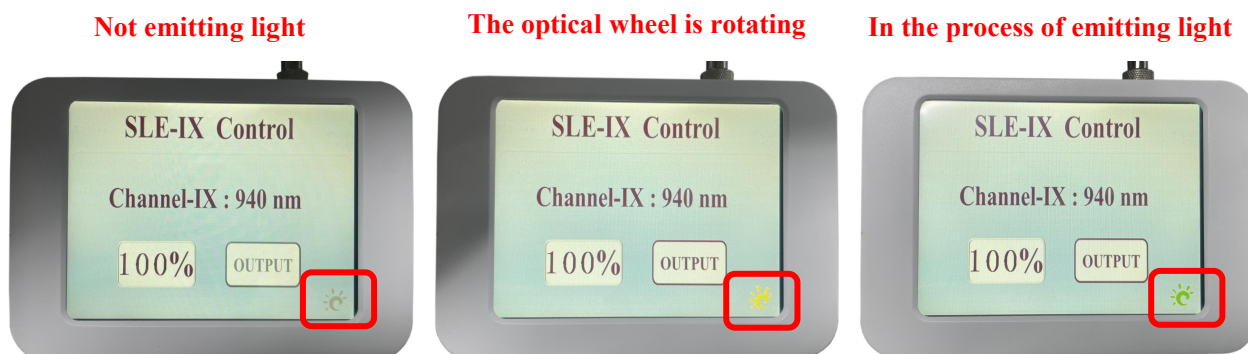 Not emitting light
The optical wheel is rotating
In the process of emitting light
SLE-IX Control
Channel-IX : 940 nm
100%
OUTPUT
SLE-IX Control
Channel-IX : 940 nm
100%
OUTPUT
SLE-IX Control
Channel-IX : 940 nm
100%
OUTPUT